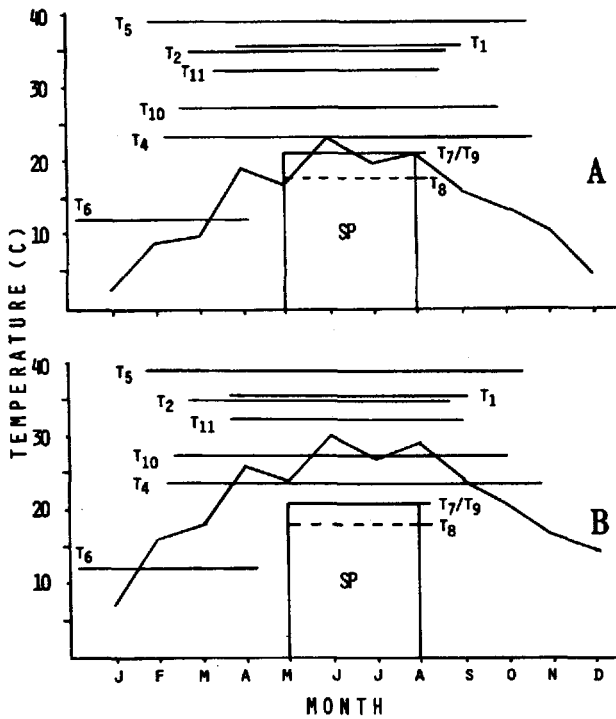 40
T5
T1
T2
T11
30
T10
T4
20
T7/T9
A
T8
T6
SP
10
TEMPERATURE (C)
40
T5
T1
T2
T11
30
T10
T4
20
T7/T9
T8
B
T6
SP
10
J F M A M J J A S O N D
MONTH